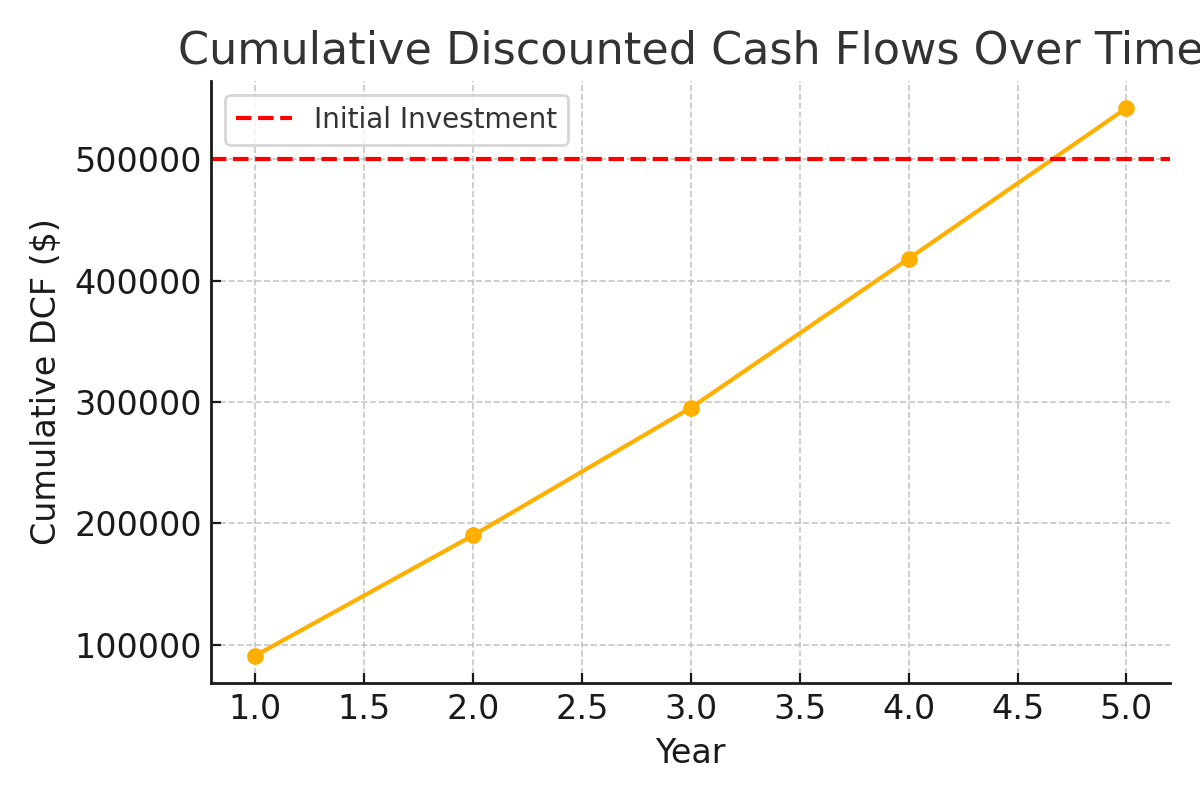 Cumulative Discounted Cash Flows Over Time
Initial Investment
500000
400000
300000
200000
100000
Cumulative DCF ($)
1.0 1.5 2.0 2.5 3.0 3.5 4.0 4.5 5.0
Year